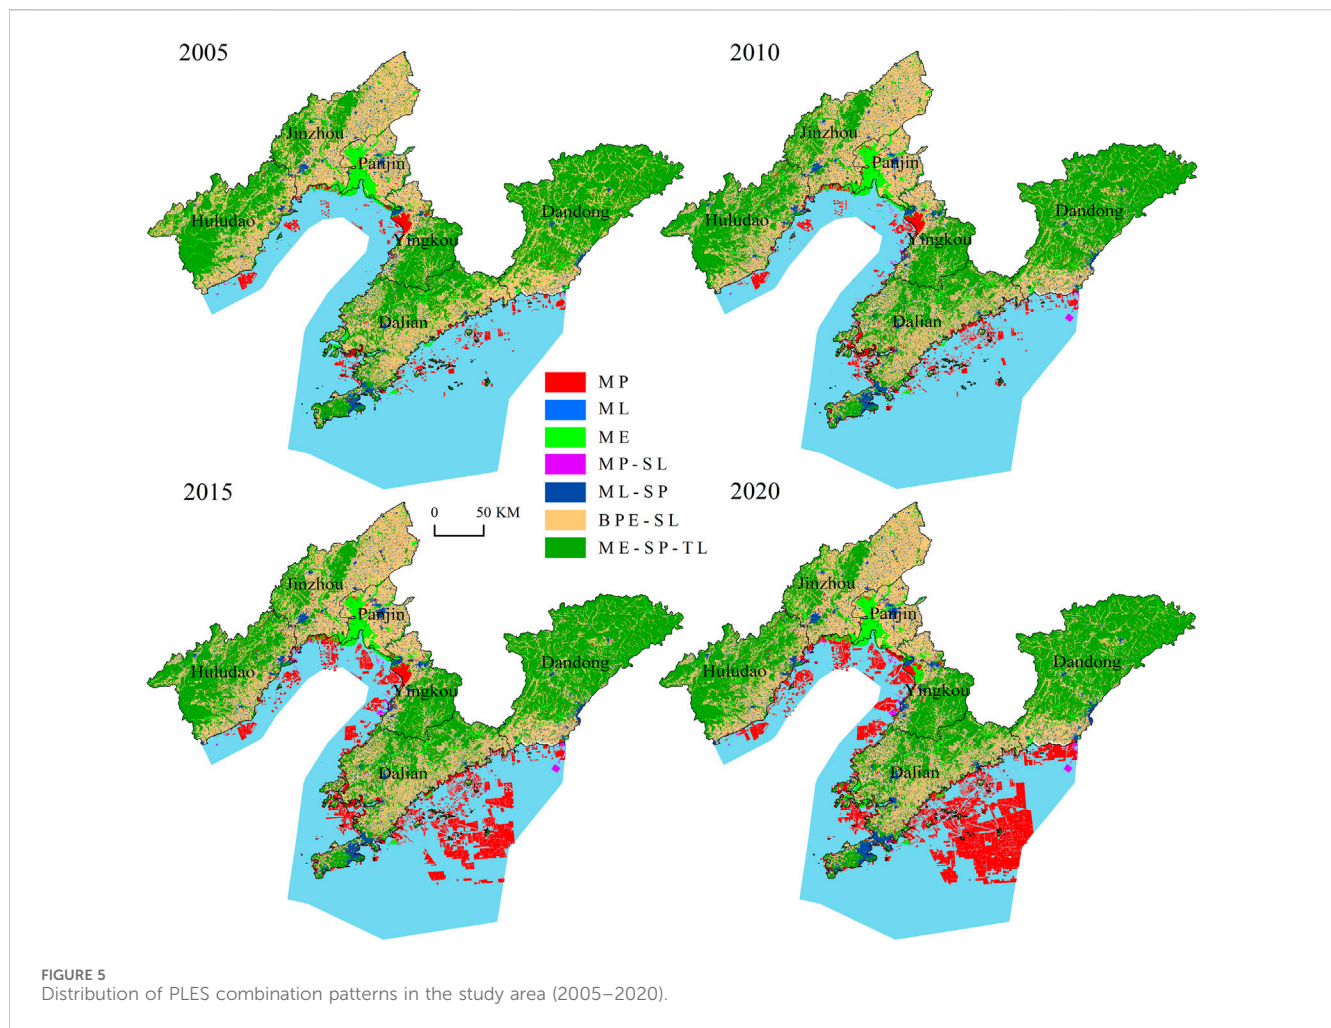 2005
2010
Jinzhou
Panjin
Huludao
Yingkou
Dandong
Dalian
Jinzhou
Panjin
Huludao
Yingkou
Dandong
Dalian
MP
ML
ME
MP-SL
ML-SP
BPE-SL
ME-SP-TL
0 50 KM
2015
2020
Jinzhou
Panjin
Huludao
Yingkou
Dandong
Dalian
Jinzhou
Panjin
Huludao
Yingkou
Dandong
Dalian
FIGURE 5
Distribution of PLES combination patterns in the study area (2005–2020).